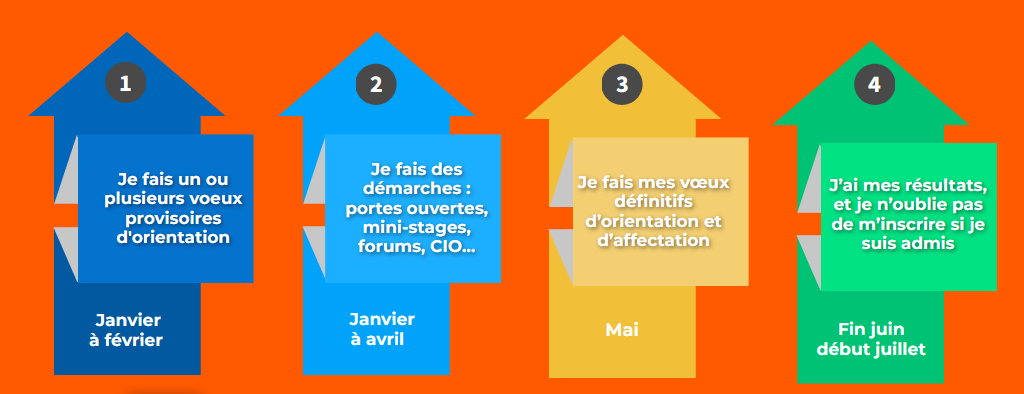 1
Je fais un ou
plusieurs voeux
provisoires
d'orientation
Janvier
à février
2
Je fais des
démarches :
portes ouvertes,
mini-stages,
forums, CIO...
Janvier
à avril
3
Je fais mes vœux
définitifs
d'orientation et
d'affectation
Mai
4
J'ai mes résultats,
et je n'oublie pas
de m'inscrire si je
suis admis
Fin juin
début juillet